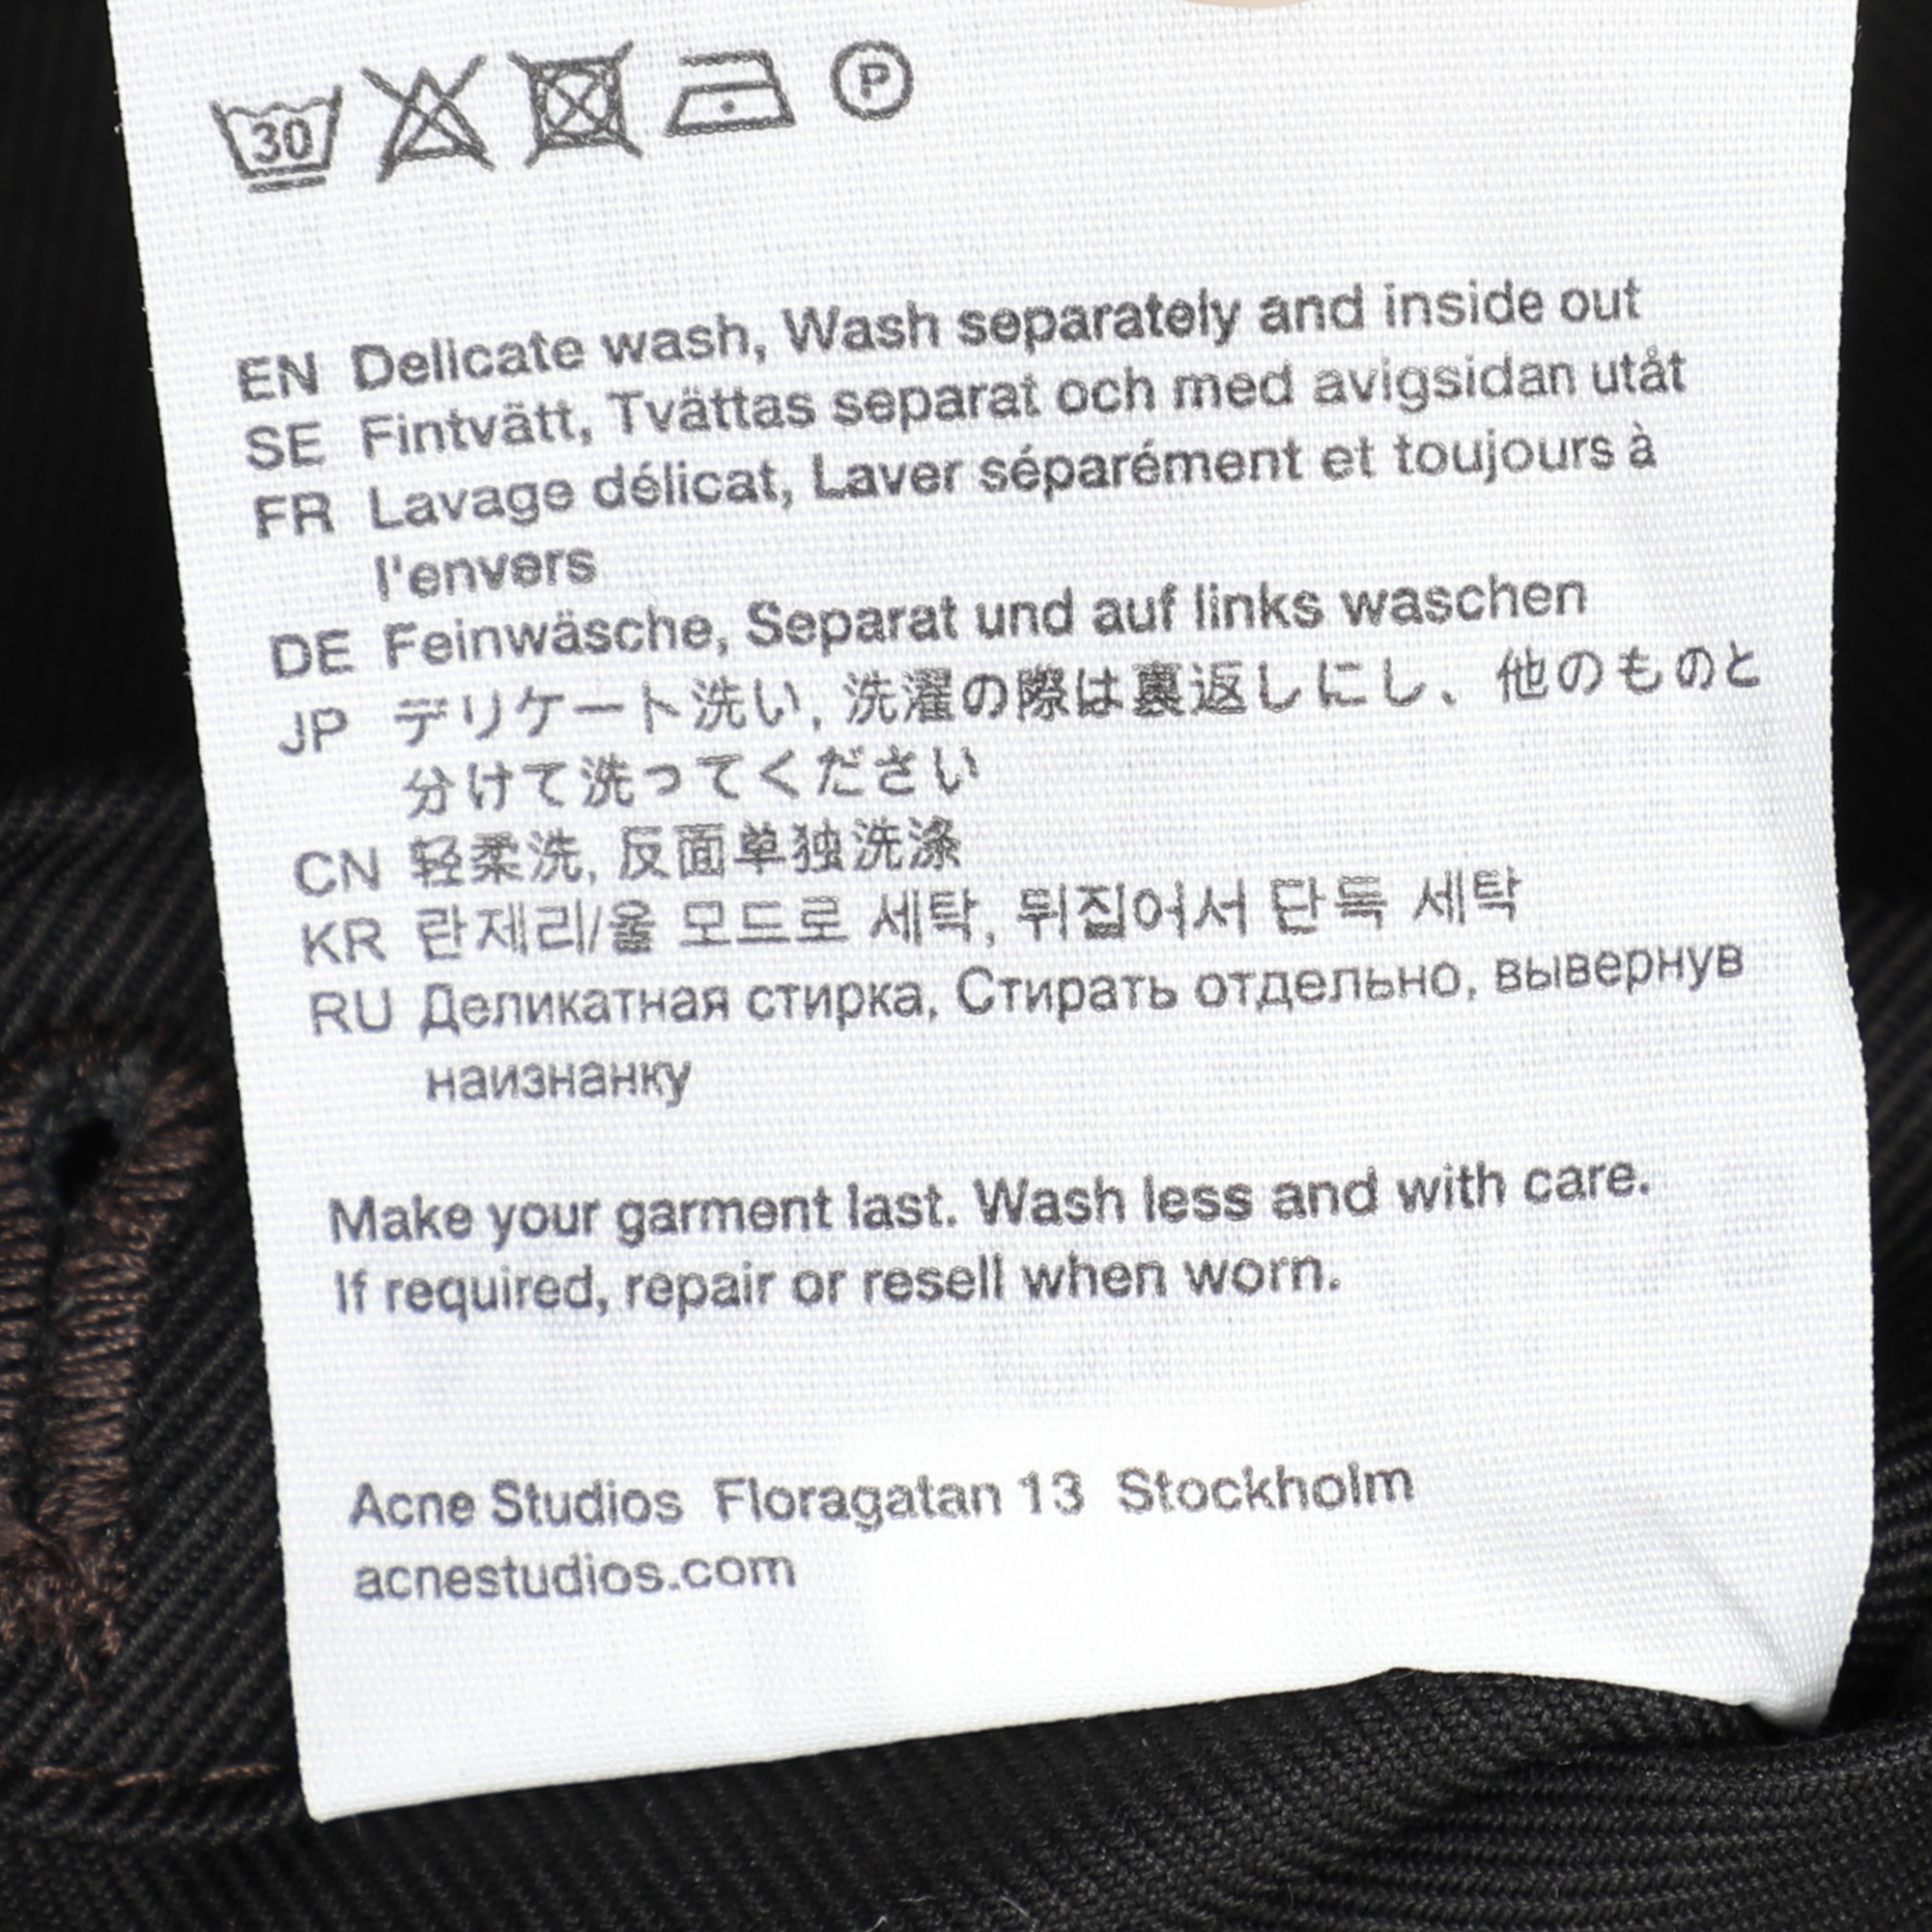 30 P
EN Delicate wash, Wash separately and inside out
SE Fintvätt, Tvättas separat och med avigsidan utåt
FR Lavage délicat, Laver séparément et toujours à
l'envers
DE Feinwäsche, Separat und auf links waschen
JP デリケート洗い, 洗濯の際は裏返しにし、他のものと
分けて洗ってください
CN 轻柔洗, 反面单独洗涤
KR 란제리/울 모드로 세탁, 뒤집어서 단독 세탁
RU Деликатная стирка, Стирать отдельно, вывернув
наизнанку
Make your garment last. Wash less and with care.
If required, repair or resell when worn.
Acne Studios Floragatan 13 Stockholm
acnestudios.com